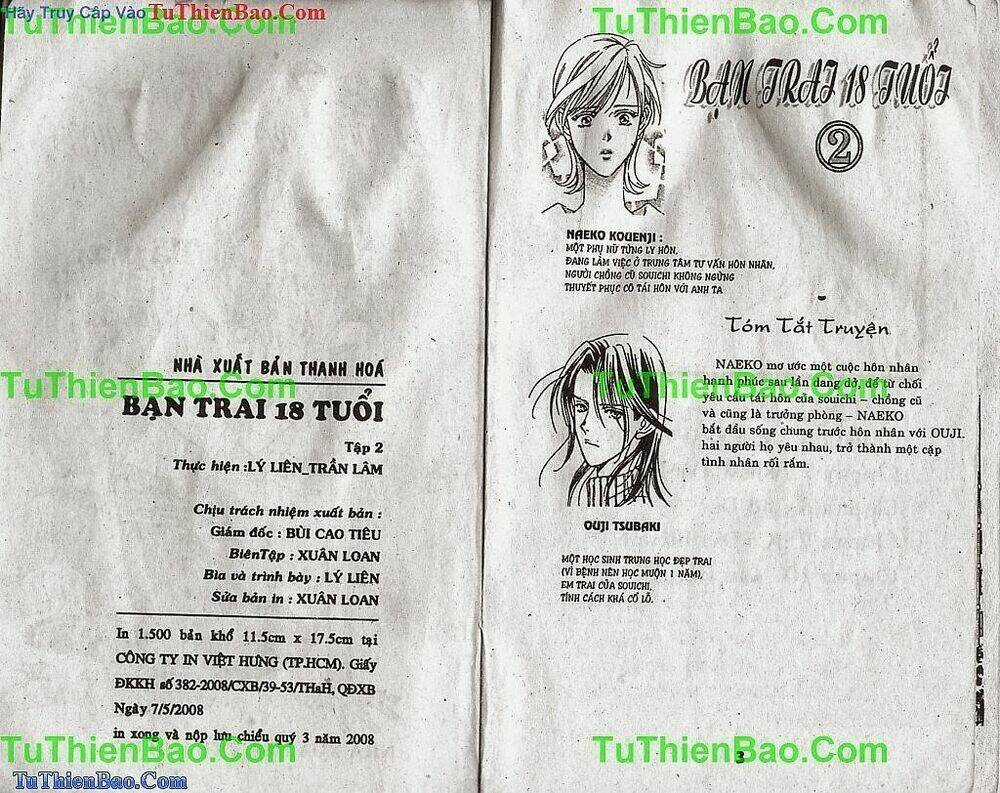 Hãy Truy Cập Vào TuThienBao.Com
TuThienBao.Com
TuThienBao.Com
NHÀ XUẤT BẢN THANH HOÁ
TuThienBao.Com
BẠN TRAI 18 TUỔI
Tập 2
Thực hiện :LÝ LIÊN_TRẦN LÂM
Chịu trách nhiệm xuất bản :
Giám đốc : BÙI CAO TIÊU
BiênTập : XUÂN LOAN
Bìa và trình bày : LÝ LIÊN
Sửa bản in : XUÂN LOAN
In 1.500 bản khổ 11.5cm x 17.5cm tại
CÔNG TY IN VIỆT HƯNG (TP.HCM). Giấy
ĐKKH số 382-2008/CXB/39-53/THaH, QĐXB
Ngày 7/5/2008
in xong và nộp lưu chiểu quý 3 năm 2008
TuThienBao.Com
TuThienBao.Com
BẠN TRAI 18 TUỔI
2
NAEKO KOUENJI :
MỘT PHỤ NỮ TỪNG LY HÔN,
ĐANG LÀM VIỆC Ở TRUNG TÂM TƯ VẤN HÔN NHÂN,
NGƯỜI CHỒNG CŨ SOUICHI KHÔNG NGỪNG
THUYẾT PHỤC CÔ TÁI HÔN VỚI ANH TA
Tóm Tắt Truyện
NAEKO mơ ước một cuộc hôn nhân
hạnh phúc sau lần dang dở, để từ chối
yêu cầu tái hôn của souichi – chồng cũ
và cũng là trưởng phòng – NAEKO
bắt đầu sống chung trước hôn nhân với OUJI.
hai người họ yêu nhau, trở thành một cặp
tình nhân rối rắm.
TuThienBao.Com
OUJI TSUBAKI
MỘT HỌC SINH TRUNG HỌC ĐẸP TRAI
(VÌ BỆNH NÊN HỌC MUỘN 1 NĂM),
EM TRAI CỦA SOUICHI,
TÍNH CÁCH KHÁ CỔ LỖ.
TuThienBao.Com
3